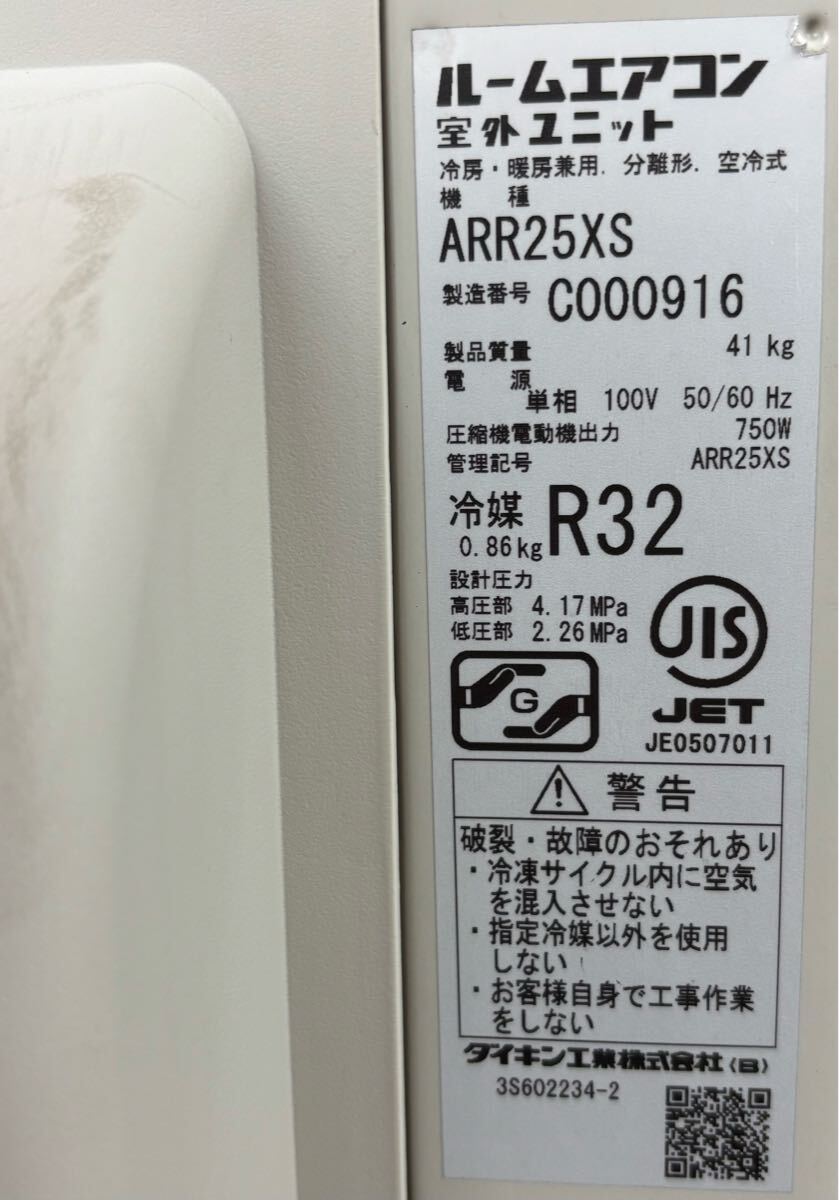 ルームエアコン
室外ユニット
冷房・暖房兼用．分離形．空冷式
機 種
ARR25XS
製造番号 C000916
製品質量 41 kg
電 源
単相 100V 50/60 Hz
圧縮機電動機出力 750W
管理記号 ARR25XS
冷媒 R32
0.86kg
設計圧力
高圧部 4.17MPa
低圧部 2.26MPa
JIS
G
JET
JE0507011
警告
破裂・故障のおそれあり
・冷凍サイクル内に空気
を混入させない
・指定冷媒以外を使用
しない
・お客様自身で工事作業
をしない
ダイキン工業株式会社(B)
3S602234-2